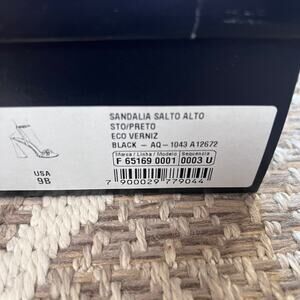 SANDALIA SALTO ALTO
STO/PRETO
ECO VERNIZ
BLACK - AQ-1043 A12672
Marca / Linha / Modelo Sequencia
F 65169 0001 0003 U
USA
9B
7 900029 779044